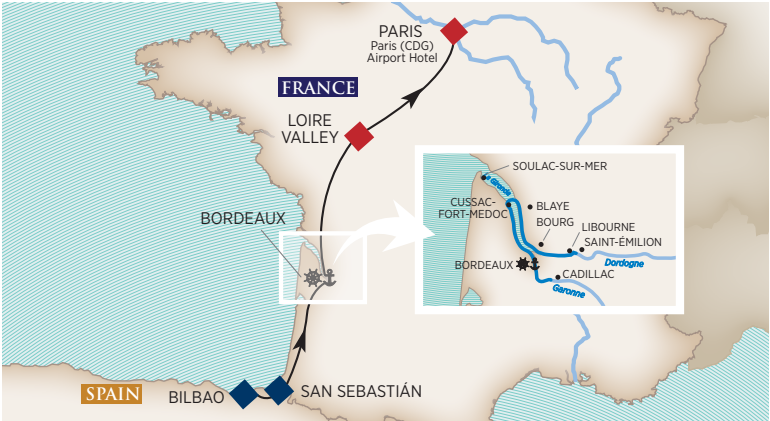 PARIS
Paris (CDG)
Airport Hotel
FRANCE
LOIRE
VALLEY
BORDEAUX
SOULAC-SUR-MER
La Gironde
CUSSAC-
FORT-MEDOC
BLAYE
BOURG
LIBOURNE
SAINT-ÉMILION
BORDEAUX
Dordogne
CADILLAC
Garonne
SPAIN
BILBAO
SAN SEBASTIÁN